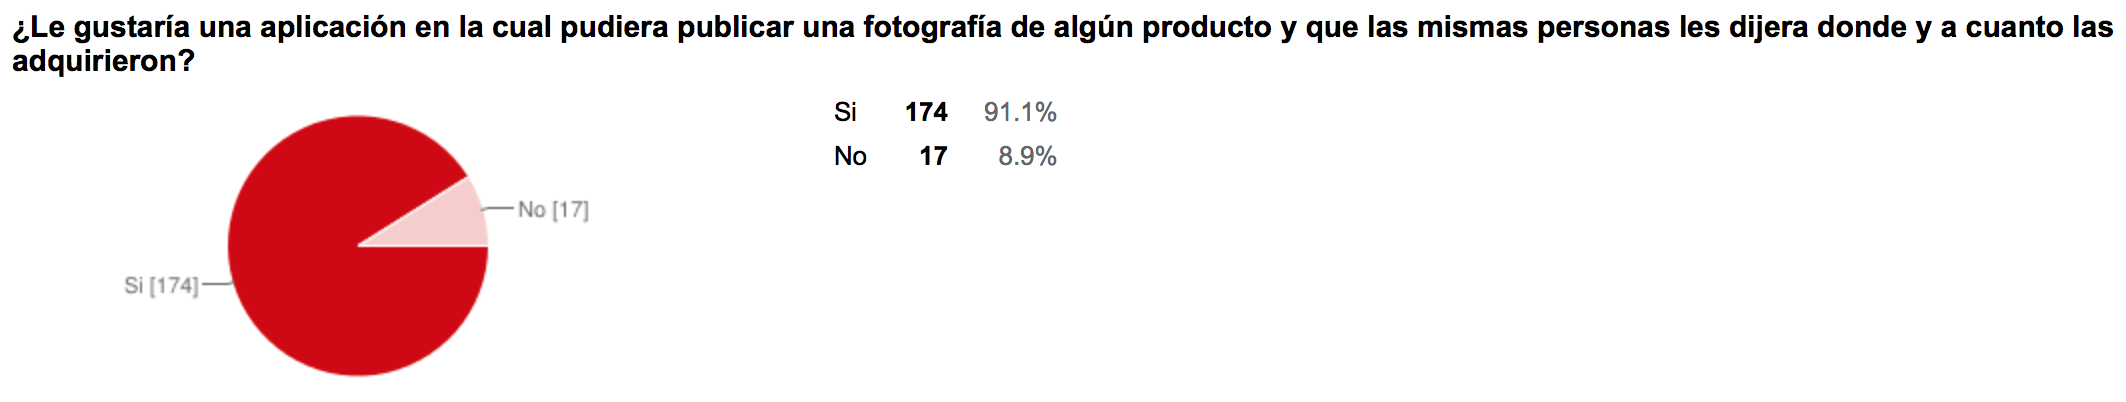 ¿Le gustaría una aplicación en la cual pudiera publicar una fotografía de algún producto y que las mismas personas les dijera donde y a cuanto las
adquirieron?
Si 174 91.1%
No 17 8.9%
No [17]
Si [174]